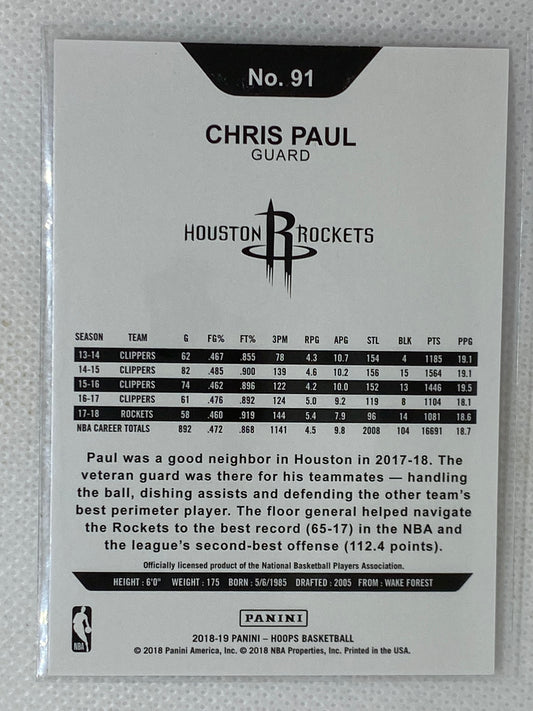 No. 91
CHRIS PAUL
GUARD
HOUSTON R ROCKETS
SEASON TEAM G FG% FT% 3PM RPG APG STL BLK PTS PPG
13-14 CLIPPERS 62 .467 .855 78 4.3 10.7 154 4 1185 19.1
14-15 CLIPPERS 82 .485 .900 139 4.6 10.2 156 15 1564 19.1
15-16 CLIPPERS 74 .462 .896 122 4.2 10.0 152 13 1446 19.5
16-17 CLIPPERS 61 .476 .892 124 5.0 9.2 119 8 1104 18.1
17-18 ROCKETS 58 .460 .919 144 5.4 7.9 96 14 1081 18.6
NBA CAREER TOTALS 892 .472 .868 1141 4.5 9.8 2008 104 16691 18.7
Paul was a good neighbor in Houston in 2017-18. The
veteran guard was there for his teammates — handling
the ball, dishing assists and defending the other team's
best perimeter player. The floor general helped navigate
the Rockets to the best record (65-17) in the NBA and
the league's second-best offense (112.4 points).
Officially licensed product of the National Basketball Players Association.
HEIGHT : 6'0" WEIGHT : 175 BORN : 5/6/1985 DRAFTED : 2005 FROM : WAKE FOREST
PANINI
NBA
2018-19 PANINI – HOOPS BASKETBALL
© 2018 Panini America, Inc. © 2018 NBA Properties, Inc. Printed in the USA.